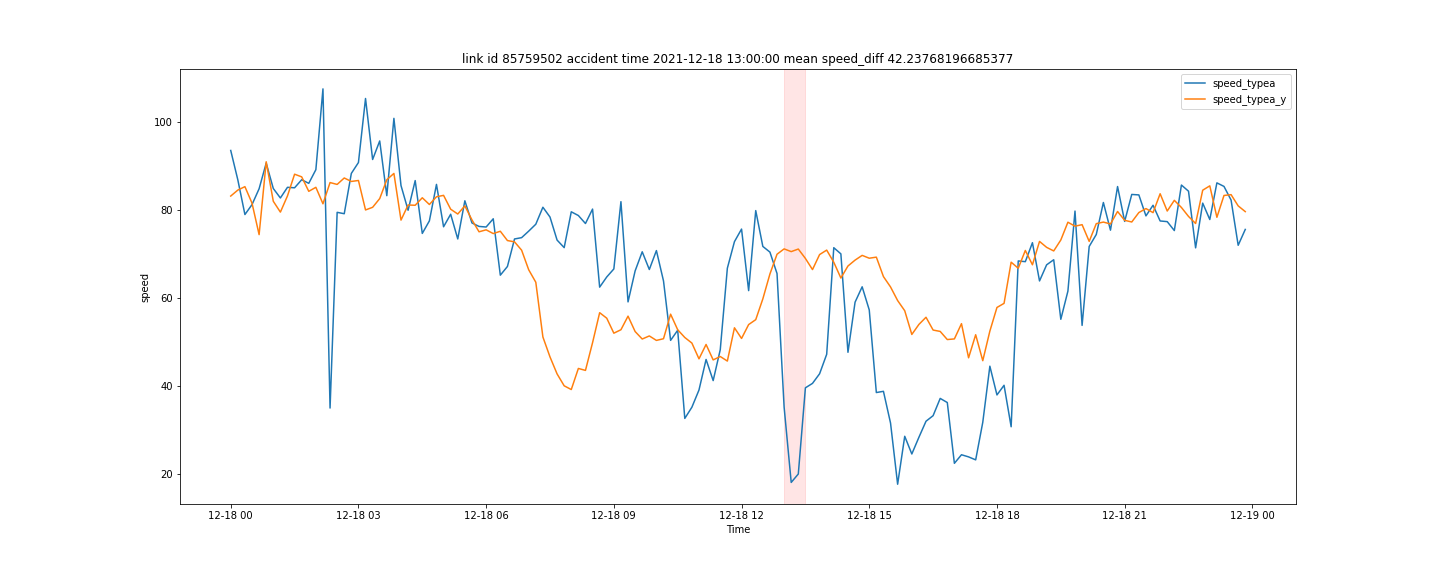 link id 85759502 accident time 2021-12-18 13:00:00 mean speed_diff 42.23768196685377
speed_typea
speed_typea_y
100
80
60
40
20
speed
12-18 00
12-18 03
12-18 06
12-18 09
12-18 12
12-18 15
12-18 18
12-18 21
12-19 00
Time